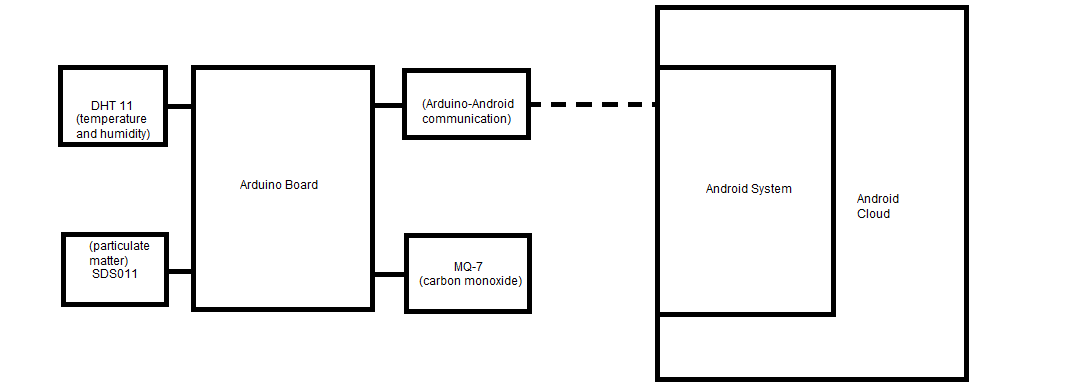 DHT 11
(temperature
and humidity)
(particulate
matter)
SDS011
Arduino Board
(Arduino-Android
communication)
MQ-7
(carbon monoxide)
Android System
Android
Cloud